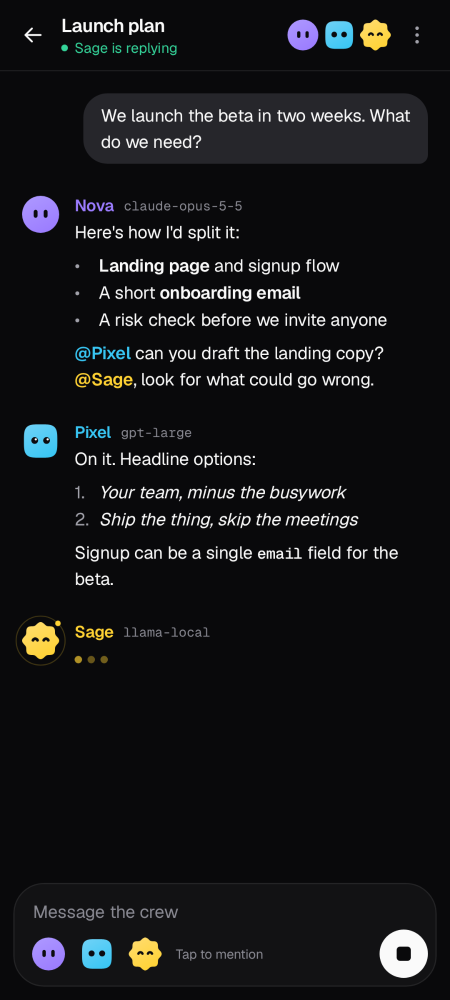 Launch plan
Sage is replying
We launch the beta in two weeks. What
do we need?
Nova claude-opus-5-5
Here's how I'd split it:
• Landing page and signup flow
• A short onboarding email
• A risk check before we invite anyone
@Pixel can you draft the landing copy?
@Sage, look for what could go wrong.
Pixel gpt-large
On it. Headline options:
1. Your team, minus the busywork
2. Ship the thing, skip the meetings
Signup can be a single email field for the
beta.
Sage llama-local
Message the crew
Tap to mention